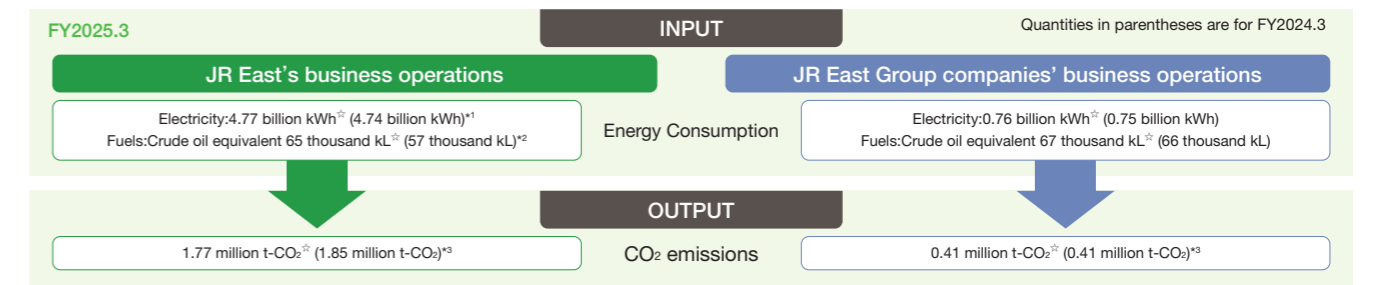 FY2025.3
INPUT
Quantities in parentheses are for FY2024.3
JR East's business operations
JR East Group companies' business operations
Electricity:4.77 billion kWh☆ (4.74 billion kWh)*1
Fuels:Crude oil equivalent 65 thousand kL☆ (57 thousand kL)*2
Energy Consumption
Electricity:0.76 billion kWh☆ (0.75 billion kWh)
Fuels:Crude oil equivalent 67 thousand kL☆ (66 thousand kL)
OUTPUT
1.77 million t-CO2☆ (1.85 million t-CO2)*3
CO2 emissions
0.41 million t-CO2☆ (0.41 million t-CO2)*3